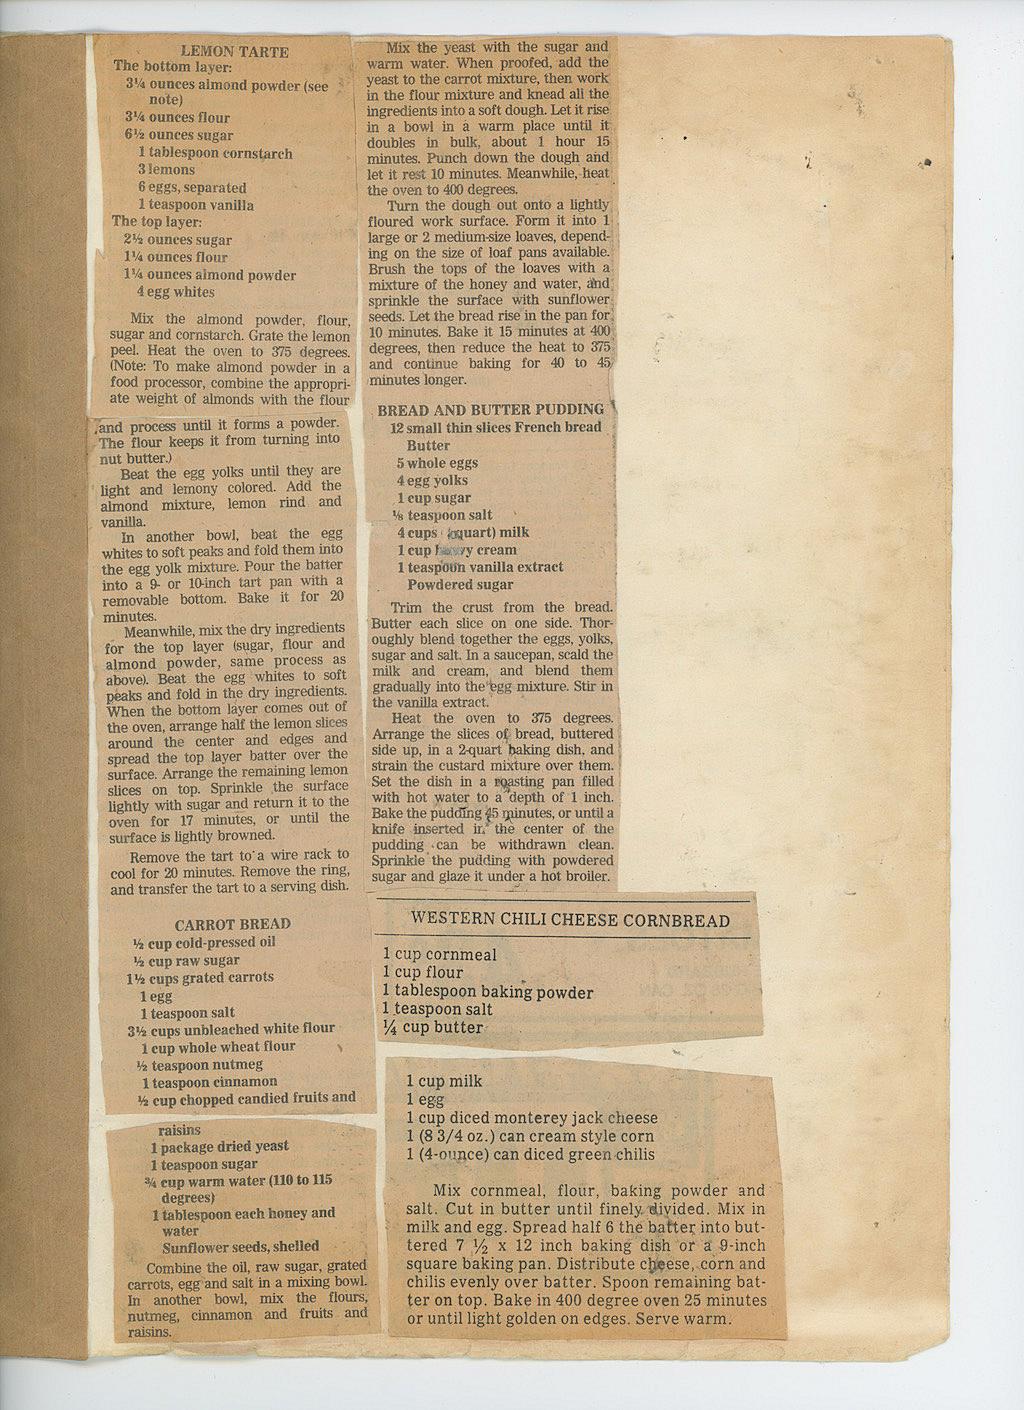 LEMON TARTE
The bottom layer:
3¼ ounces almond powder (see
note)
3¼ ounces flour
6½ ounces sugar
1 tablespoon cornstarch
3 lemons
6 eggs, separated
1 teaspoon vanilla
The top layer:
2½ ounces sugar
1¼ ounces flour
1¼ ounces almond powder
4 egg whites
Mix the almond powder, flour,
sugar and cornstarch. Grate the lemon
peel. Heat the oven to 375 degrees.
(Note: To make almond powder in a
food processor, combine the appropri-
ate weight of almonds with the flour
and process until it forms a powder.
The flour keeps it from turning into
nut butter.)
Beat the egg yolks until they are
light and lemony colored. Add the
almond mixture, lemon rind and
vanilla.
In another bowl, beat the egg
whites to soft peaks and fold them into
the egg yolk mixture. Pour the batter
into a 9- or 10-inch tart pan with a
removable bottom. Bake it for 20
minutes.
Meanwhile, mix the dry ingredients
for the top layer (sugar, flour and
almond powder, same process as
above). Beat the egg whites to soft
peaks and fold in the dry ingredients.
When the bottom layer comes out of
the oven, arrange half the lemon slices
around the center and edges and
spread the top layer batter over the
surface. Arrange the remaining lemon
slices on top. Sprinkle the surface
lightly with sugar and return it to the
oven for 17 minutes, or until the
surface is lightly browned.
Remove the tart to a wire rack to
cool for 20 minutes. Remove the ring,
and transfer the tart to a serving dish.
CARROT BREAD
½ cup cold-pressed oil
½ cup raw sugar
1½ cups grated carrots
1 egg
1 teaspoon salt
3½ cups unbleached white flour
1 cup whole wheat flour
½ teaspoon nutmeg
1 teaspoon cinnamon
½ cup chopped candied fruits and
raisins
1 package dried yeast
1 teaspoon sugar
¾ cup warm water (110 to 115
degrees)
1 tablespoon each honey and
water
Sunflower seeds, shelled
Combine the oil, raw sugar, grated
carrots, egg and salt in a mixing bowl.
In another bowl, mix the flours,
nutmeg, cinnamon and fruits and
raisins.
Mix the yeast with the sugar and
warm water. When proofed, add the
yeast to the carrot mixture, then work
in the flour mixture and knead all the
ingredients into a soft dough. Let it rise
in a bowl in a warm place until it
doubles in bulk, about 1 hour 15
minutes. Punch down the dough and
let it rest 10 minutes. Meanwhile, heat
the oven to 400 degrees.
Turn the dough out onto a lightly
floured work surface. Form it into 1
large or 2 medium-size loaves, depend-
ing on the size of loaf pans available.
Brush the tops of the loaves with a
mixture of the honey and water, and
sprinkle the surface with sunflower
seeds. Let the bread rise in the pan for
10 minutes. Bake it 15 minutes at 400
degrees, then reduce the heat to 375
and continue baking for 40 to 45
minutes longer.
BREAD AND BUTTER PUDDING
12 small thin slices French bread
Butter
5 whole eggs
4 egg yolks
1 cup sugar
⅛ teaspoon salt
4 cups quart) milk
1 cup heavy cream
1 teaspoon vanilla extract
Powdered sugar
Trim the crust from the bread.
Butter each slice on one side. Thor-
oughly blend together the eggs, yolks,
sugar and salt. In a saucepan, scald the
milk and cream, and blend them
gradually into the egg mixture. Stir in
the vanilla extract.
Heat the oven to 375 degrees.
Arrange the slices of bread, buttered
side up, in a 2-quart baking dish, and
strain the custard mixture over them.
Set the dish in a roasting pan filled
with hot water to a depth of 1 inch.
Bake the pudding 45 minutes, or until a
knife inserted in the center of the
pudding can be withdrawn clean.
Sprinkle the pudding with powdered
sugar and glaze it under a hot broiler.
WESTERN CHILI CHEESE CORNBREAD
1 cup cornmeal
1 cup flour
1 tablespoon baking powder
1 teaspoon salt
¼ cup butter
1 cup milk
1 egg
1 cup diced monterey jack cheese
1 (8 3/4 oz.) can cream style corn
1 (4-ounce) can diced green chilis
Mix cornmeal, flour, baking powder and
salt. Cut in butter until finely divided. Mix in
milk and egg. Spread half 6 the batter into but-
tered 7 ½ x 12 inch baking dish or a 9-inch
square baking pan. Distribute cheese, corn and
chilis evenly over batter. Spoon remaining bat-
ter on top. Bake in 400 degree oven 25 minutes
or until light golden on edges. Serve warm.